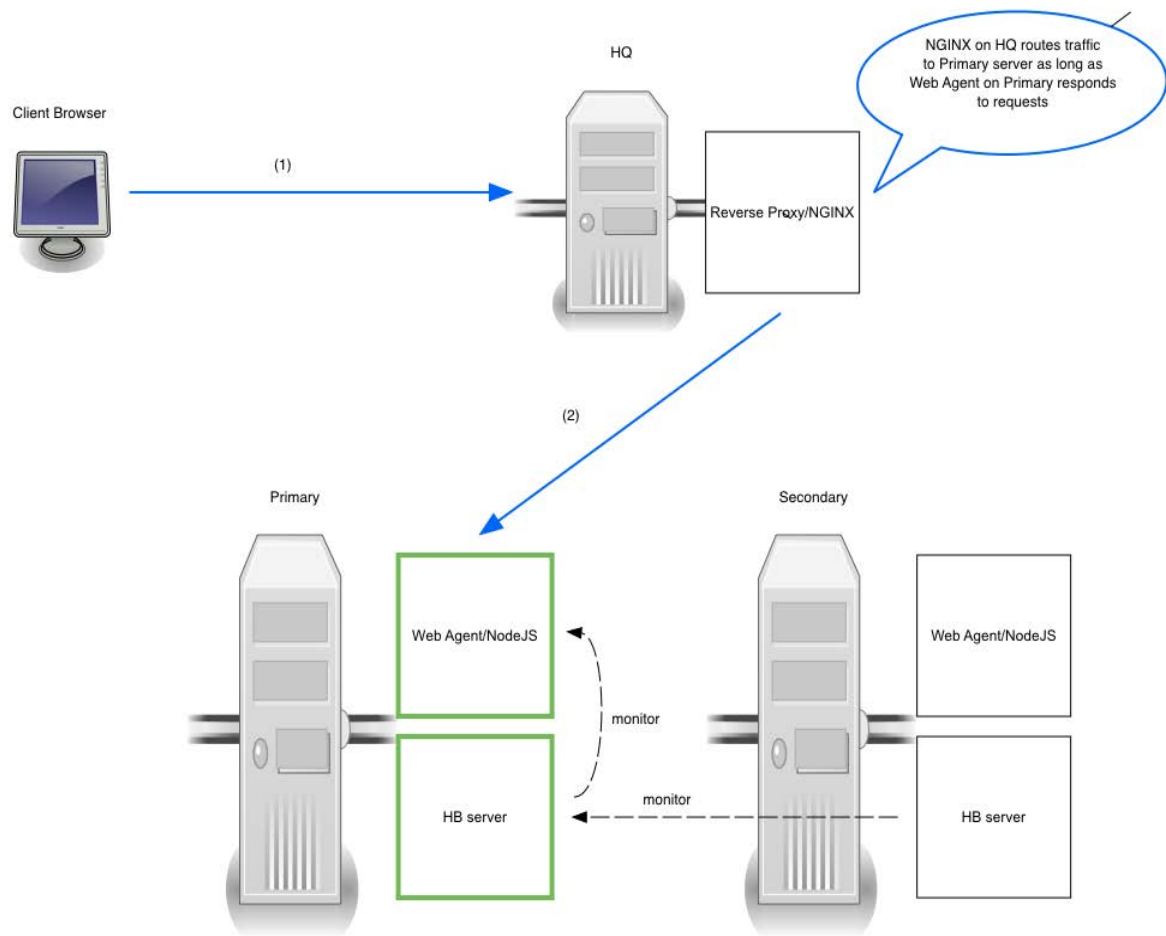 HQ
NGINX on HQ routes traffic
to Primary server as long as
Web Agent on Primary responds
to requests
Client Browser
(1)
Reverse Proxy/NGINX
(2)
Primary
Secondary
Web Agent/NodeJS
Web Agent/NodeJS
monitor
monitor
HB server
HB server